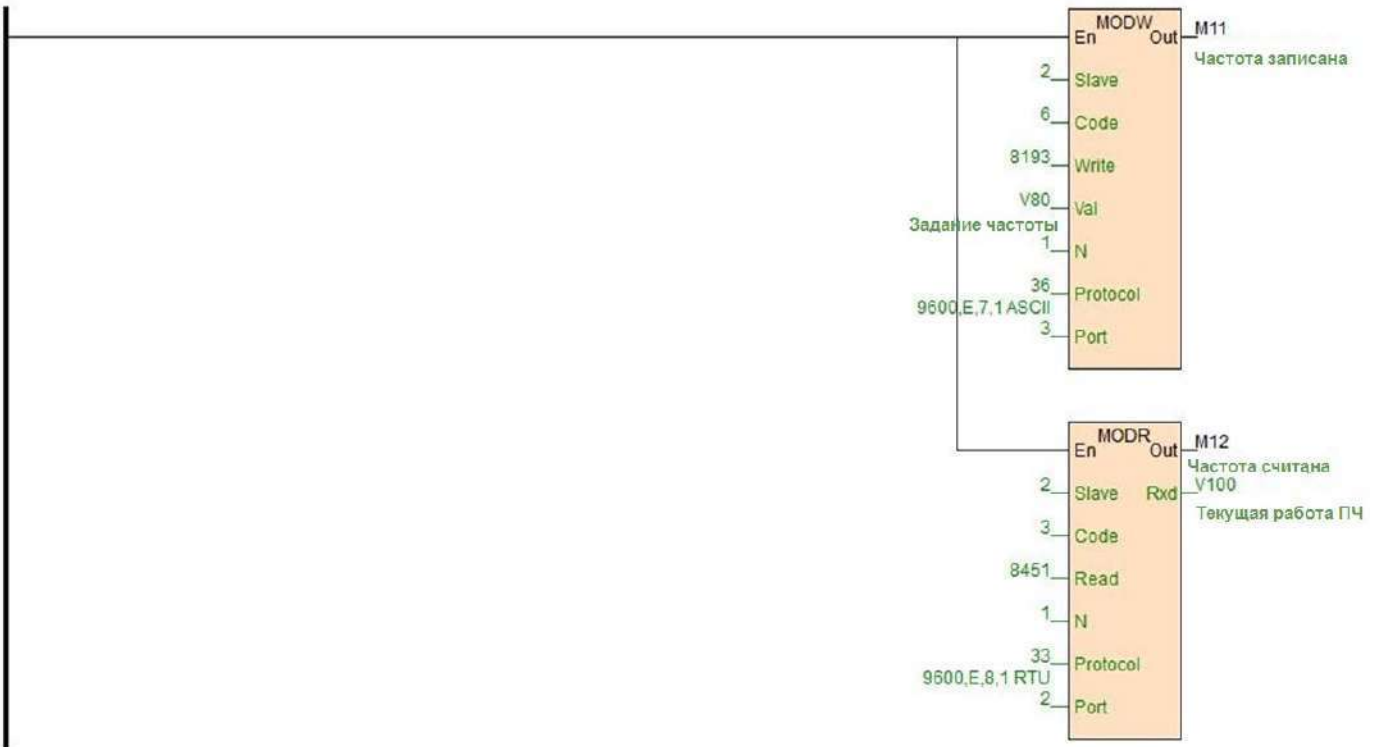 MODW
En Out M11
Частота записана
2 Slave
6 Code
8193 Write
V80 Val
Задание частоты
1 N
36 Protocol
9600,E,7,1 ASCII
3 Port
MODR
En Out M12
Частота считана
2 Slave Rxd V100
Текущая работа ПЧ
3 Code
8451 Read
1 N
33 Protocol
9600,E,8,1 RTU
2 Port